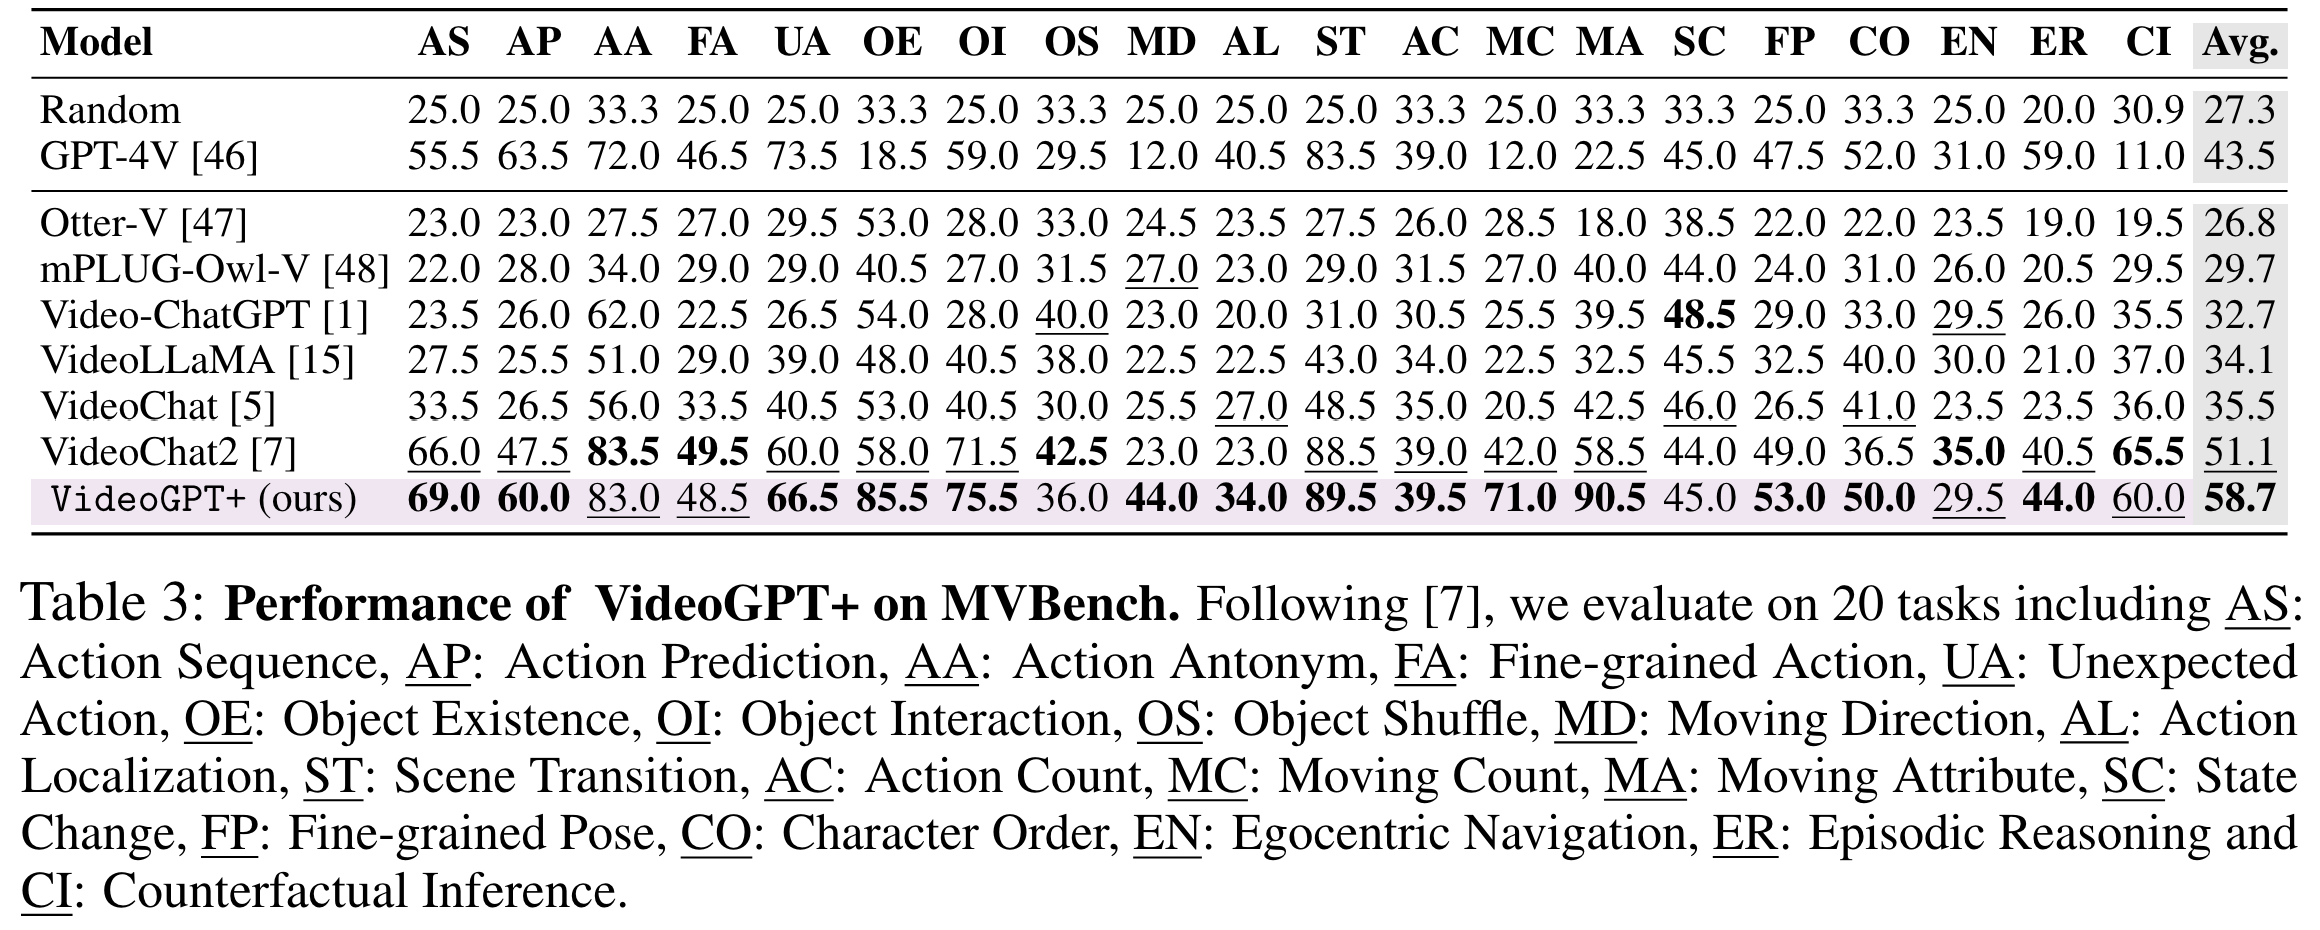 Model AS AP AA FA UA OE OI OS MD AL ST AC MC MA SC FP CO EN ER CI Avg.
Random 25.0 25.0 33.3 25.0 25.0 33.3 25.0 33.3 25.0 25.0 25.0 33.3 25.0 33.3 33.3 25.0 33.3 25.0 20.0 30.9 27.3
GPT-4V [46] 55.5 63.5 72.0 46.5 73.5 18.5 59.0 29.5 12.0 40.5 83.5 39.0 12.0 22.5 45.0 47.5 52.0 31.0 59.0 11.0 43.5
Otter-V [47] 23.0 23.0 27.5 27.0 29.5 53.0 28.0 33.0 24.5 23.5 27.5 26.0 28.5 18.0 38.5 22.0 22.0 23.5 19.0 19.5 26.8
mPLUG-Owl-V [48] 22.0 28.0 34.0 29.0 29.0 40.5 27.0 31.5 27.0 23.0 29.0 31.5 27.0 40.0 44.0 24.0 31.0 26.0 20.5 29.5 29.7
Video-ChatGPT [1] 23.5 26.0 62.0 22.5 26.5 54.0 28.0 40.0 23.0 20.0 31.0 30.5 25.5 39.5 48.5 29.0 33.0 29.5 26.0 35.5 32.7
VideoLLaMA [15] 27.5 25.5 51.0 29.0 39.0 48.0 40.5 38.0 22.5 22.5 43.0 34.0 22.5 32.5 45.5 32.5 40.0 30.0 21.0 37.0 34.1
VideoChat [5] 33.5 26.5 56.0 33.5 40.5 53.0 40.5 30.0 25.5 27.0 48.5 35.0 20.5 42.5 46.0 26.5 41.0 23.5 23.5 36.0 35.5
VideoChat2 [7] 66.0 47.5 83.5 49.5 60.0 58.0 71.5 42.5 23.0 23.0 88.5 39.0 42.0 58.5 44.0 49.0 36.5 35.0 40.5 65.5 51.1
VideoGPT+ (ours) 69.0 60.0 83.0 48.5 66.5 85.5 75.5 36.0 44.0 34.0 89.5 39.5 71.0 90.5 45.0 53.0 50.0 29.5 44.0 60.0 58.7
Table 3: Performance of VideoGPT+ on MVBench. Following [7], we evaluate on 20 tasks including AS:
Action Sequence, AP: Action Prediction, AA: Action Antonym, FA: Fine-grained Action, UA: Unexpected
Action, OE: Object Existence, OI: Object Interaction, OS: Object Shuffle, MD: Moving Direction, AL: Action
Localization, ST: Scene Transition, AC: Action Count, MC: Moving Count, MA: Moving Attribute, SC: State
Change, FP: Fine-grained Pose, CO: Character Order, EN: Egocentric Navigation, ER: Episodic Reasoning and
CI: Counterfactual Inference.